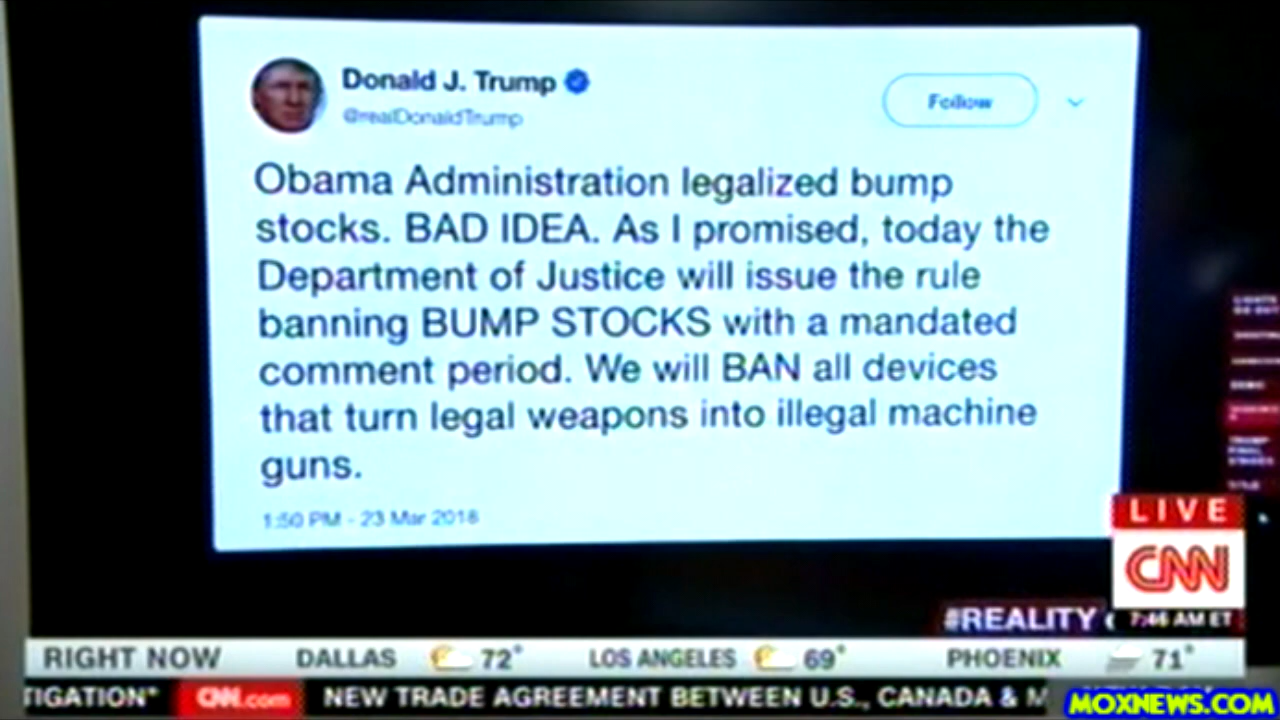 Donald J. Trump
@realDonaldTrump
Follow
Obama Administration legalized bump
stocks. BAD IDEA. As I promised, today the
Department of Justice will issue the rule
banning BUMP STOCKS with a mandated
comment period. We will BAN all devices
that turn legal weapons into illegal machine
guns.
1:50 PM - 23 Mar 2018
LIVE
CNN
#REALITY
7:46 AM ET
RIGHT NOW DALLAS 72° LOS ANGELES 69° PHOENIX 71°
TIGATION" CNN.com NEW TRADE AGREEMENT BETWEEN U.S., CANADA & M
MOXNEWS.COM